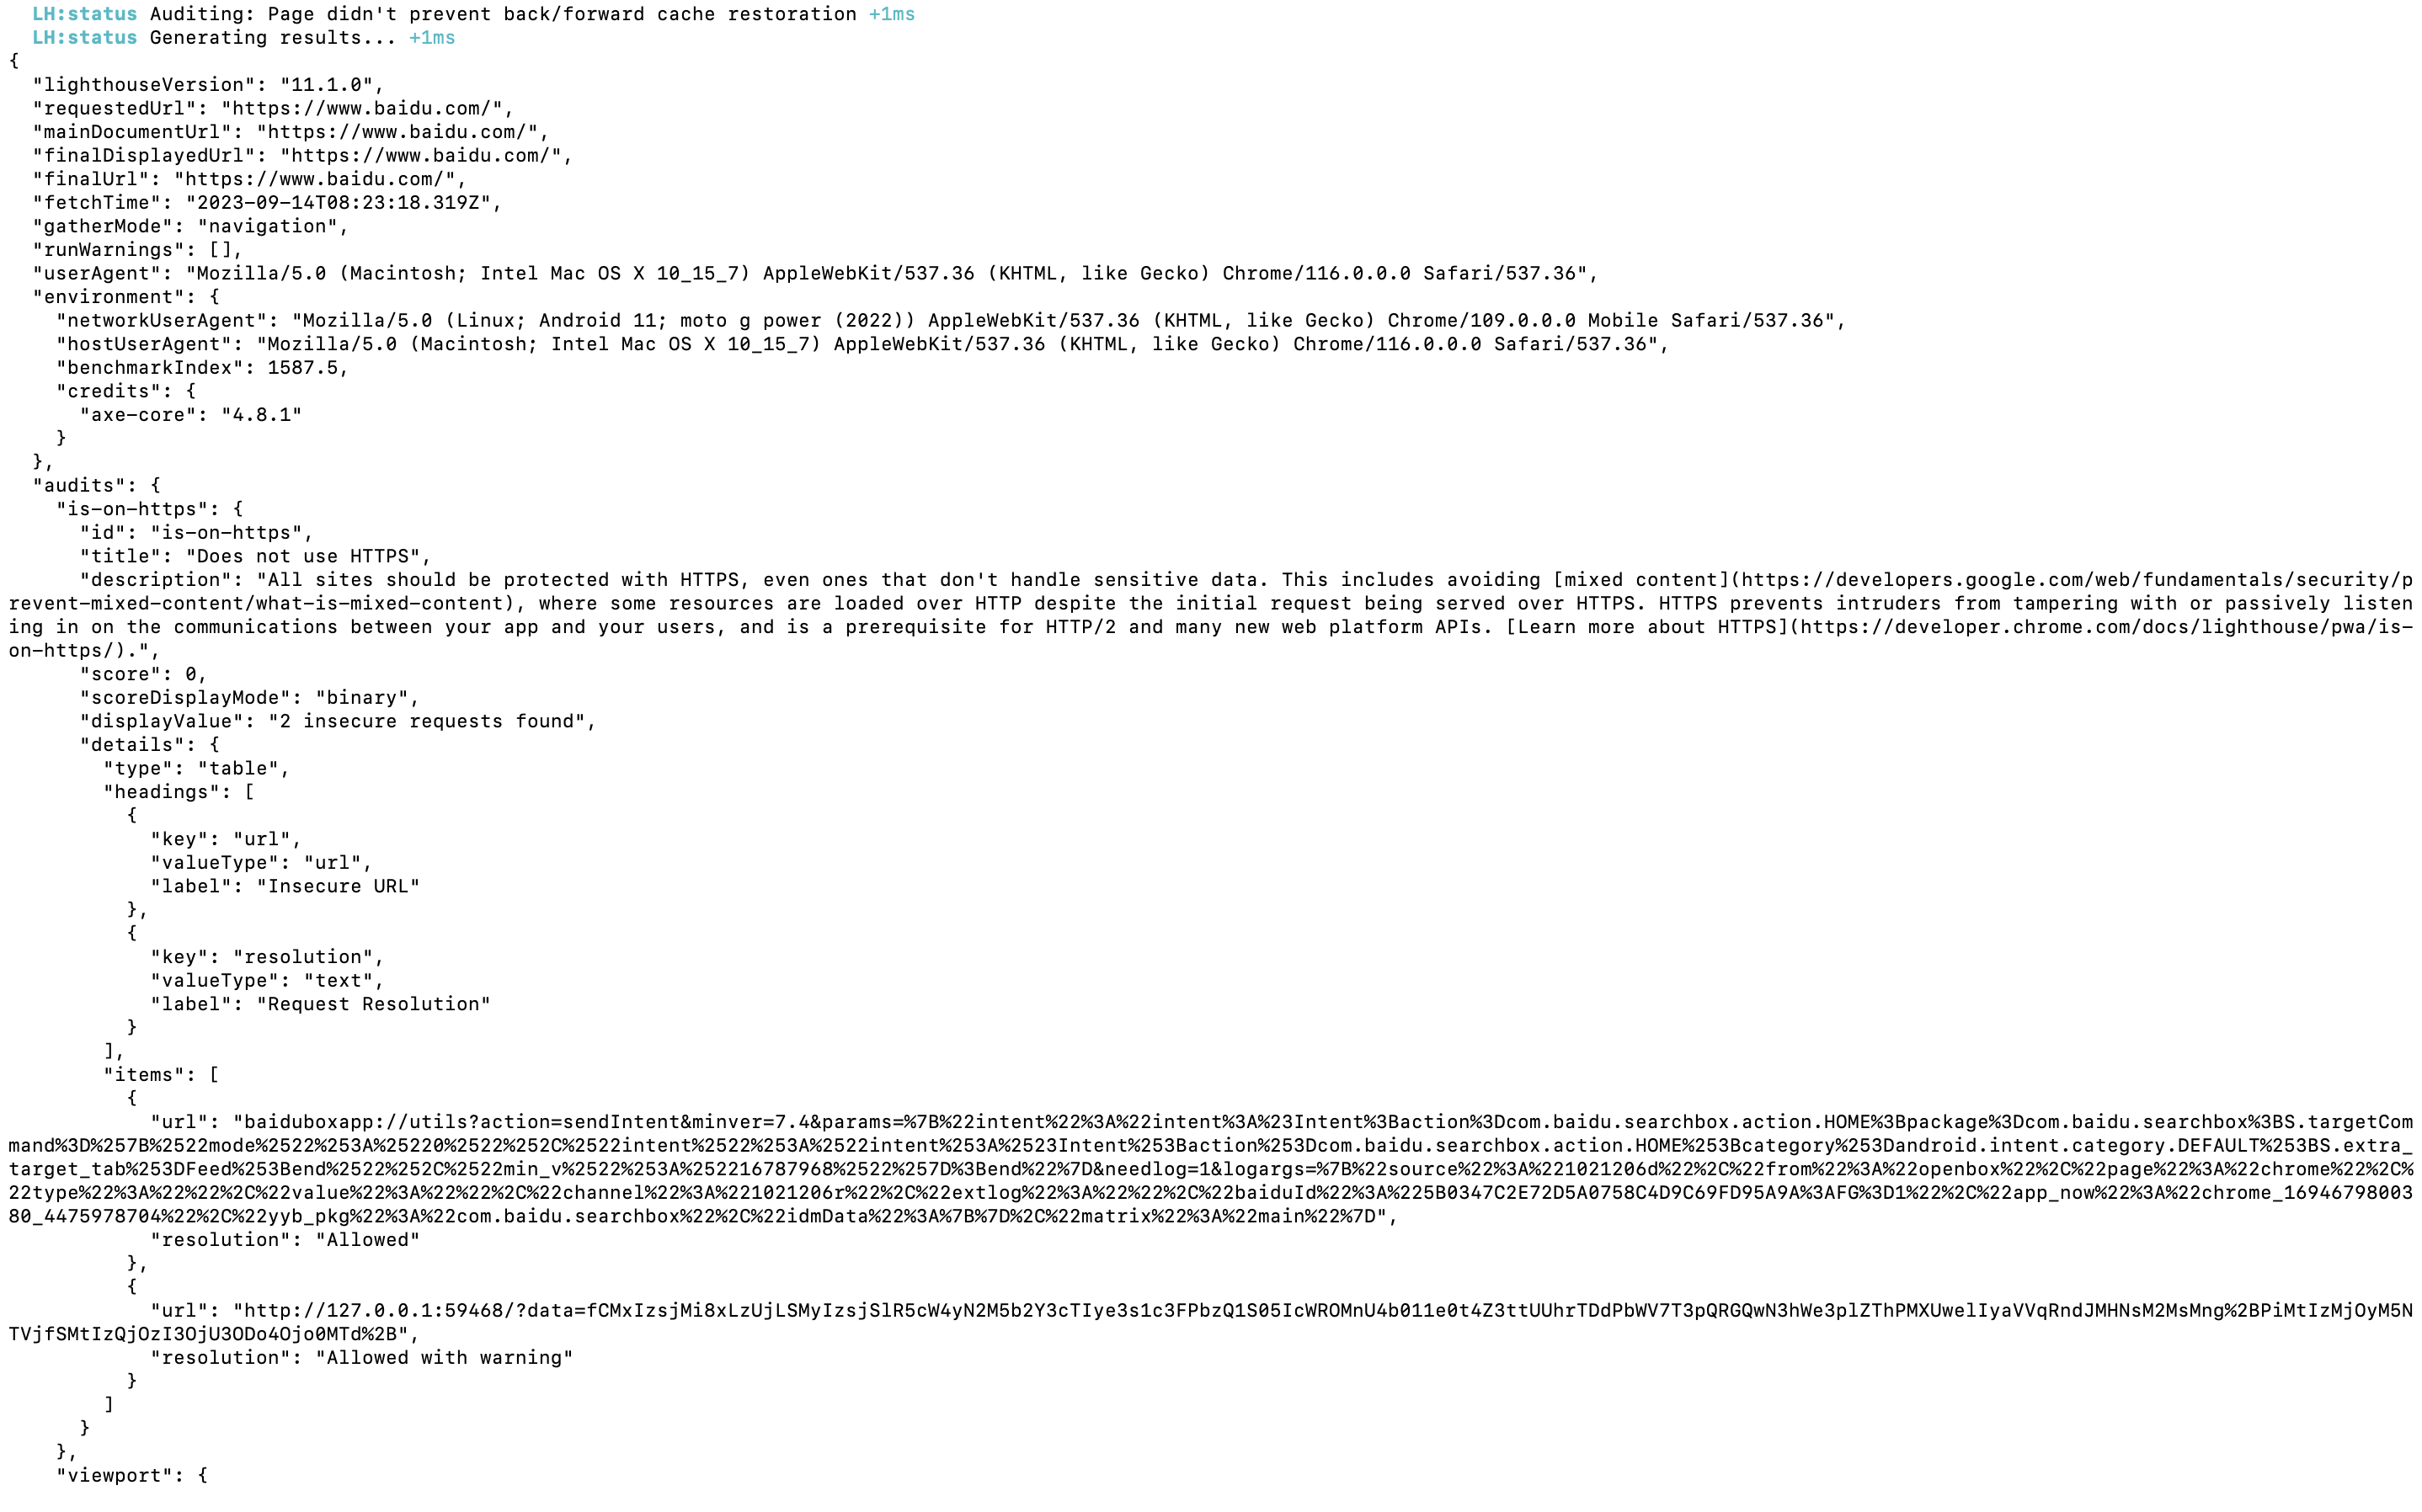 LH:status Auditing: Page didn't prevent back/forward cache restoration +1ms
LH:status Generating results... +1ms
{
"lighthouseVersion": "11.1.0",
"requestedUrl": "https://www.baidu.com/",
"mainDocumentUrl": "https://www.baidu.com/",
"finalDisplayedUrl": "https://www.baidu.com/",
"finalUrl": "https://www.baidu.com/",
"fetchTime": "2023-09-14T08:23:18.319Z",
"gatherMode": "navigation",
"runWarnings": [],
"userAgent": "Mozilla/5.0 (Macintosh; Intel Mac OS X 10_15_7) AppleWebKit/537.36 (KHTML, like Gecko) Chrome/116.0.0.0 Safari/537.36",
"environment": {
"networkUserAgent": "Mozilla/5.0 (Linux; Android 11; moto g power (2022)) AppleWebKit/537.36 (KHTML, like Gecko) Chrome/109.0.0.0 Mobile Safari/537.36",
"hostUserAgent": "Mozilla/5.0 (Macintosh; Intel Mac OS X 10_15_7) AppleWebKit/537.36 (KHTML, like Gecko) Chrome/116.0.0.0 Safari/537.36",
"benchmarkIndex": 1587.5,
"credits": {
"axe-core": "4.8.1"
}
},
"audits": {
"is-on-https": {
"id": "is-on-https",
"title": "Does not use HTTPS",
"description": "All sites should be protected with HTTPS, even ones that don't handle sensitive data. This includes avoiding [mixed content](https://developers.google.com/web/fundamentals/security/p
revent-mixed-content/what-is-mixed-content), where some resources are loaded over HTTP despite the initial request being served over HTTPS. HTTPS prevents intruders from tampering with or passively listen
ing in on the communications between your app and your users, and is a prerequisite for HTTP/2 and many new web platform APIs. [Learn more about HTTPS](https://developer.chrome.com/docs/lighthouse/pwa/is-
on-https/).",
"score": 0,
"scoreDisplayMode": "binary",
"displayValue": "2 insecure requests found",
"details": {
"type": "table",
"headings": [
{
"key": "url",
"valueType": "url",
"label": "Insecure URL"
},
{
"key": "resolution",
"valueType": "text",
"label": "Request Resolution"
}
],
"items": [
{
"url": "baiduboxapp://utils?action=sendIntent&minver=7.4&params=%7B%22intent%22%3A%22intent%3A%23Intent%3Baction%3Dcom.baidu.searchbox.action.HOME%3Bpackage%3Dcom.baidu.searchbox%3BS.targetCom
mand%3D%257B%2522mode%2522%253A%25220%2522%252C%2522intent%2522%253A%2522intent%253A%2523Intent%253Baction%253Dcom.baidu.searchbox.action.HOME%253Bcategory%253Dandroid.intent.category.DEFAULT%253BS.extra_
target_tab%253DFeed%253Bend%2522%252C%2522min_v%2522%253A%252216787968%2522%257D%3Bend%22%7D&needlog=1&logargs=%7B%22source%22%3A%221021206d%22%2C%22from%22%3A%22openbox%22%2C%22page%22%3A%22chrome%22%2C%
22type%22%3A%22%22%2C%22value%22%3A%22%22%2C%22channel%22%3A%221021206r%22%2C%22extlog%22%3A%22%22%2C%22baiduId%22%3A%225B0347C2E72D5A0758C4D9C69FD95A9A%3AFG%3D1%22%2C%22app_now%22%3A%22chrome_16946798003
80_4475978704%22%2C%22yyb_pkg%22%3A%22com.baidu.searchbox%22%2C%22idmData%22%3A%7B%7D%2C%22matrix%22%3A%22main%22%7D",
"resolution": "Allowed"
},
{
"url": "http://127.0.0.1:59468/?data=fCMxIzsjMi8xLzUjLSMyIzsjSlR5cW4yN2M5b2Y3cTIye3s1c3FPbzQ1S05IcWROMnU4b011e0t4Z3ttUUhrTDdPbWV7T3pQRGQwN3hWe3plZThPMXUwelIyaVVqRndJMHNsM2MsMng%2BPiMtIzMjOyM5N
TVjfSMtIzQjOzI3OjU3ODo4Ojo0MTd%2B",
"resolution": "Allowed with warning"
}
]
}
},
"viewport": {